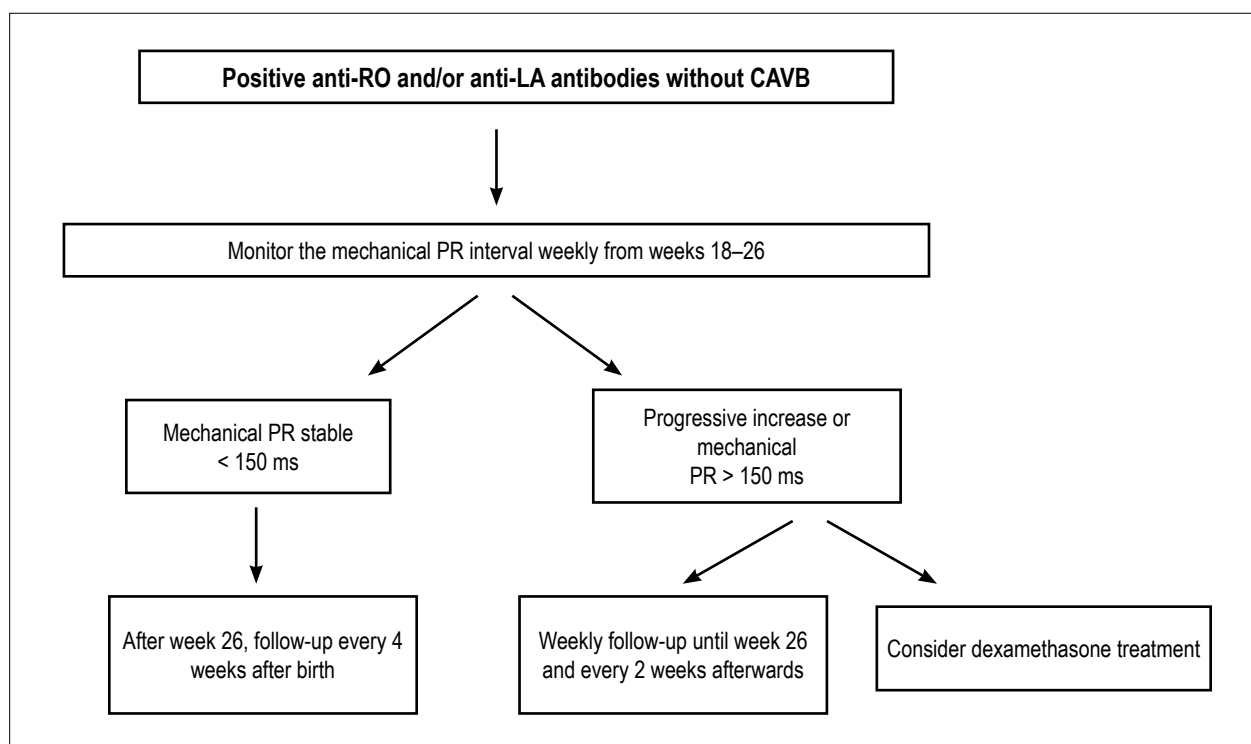 Positive anti-RO and/or anti-LA antibodies without CAVB
Monitor the mechanical PR interval weekly from weeks 18–26
Mechanical PR stable
< 150 ms
Progressive increase or
mechanical
PR > 150 ms
After week 26, follow-up every 4
weeks after birth
Weekly follow-up until week 26
and every 2 weeks afterwards
Consider dexamethasone treatment